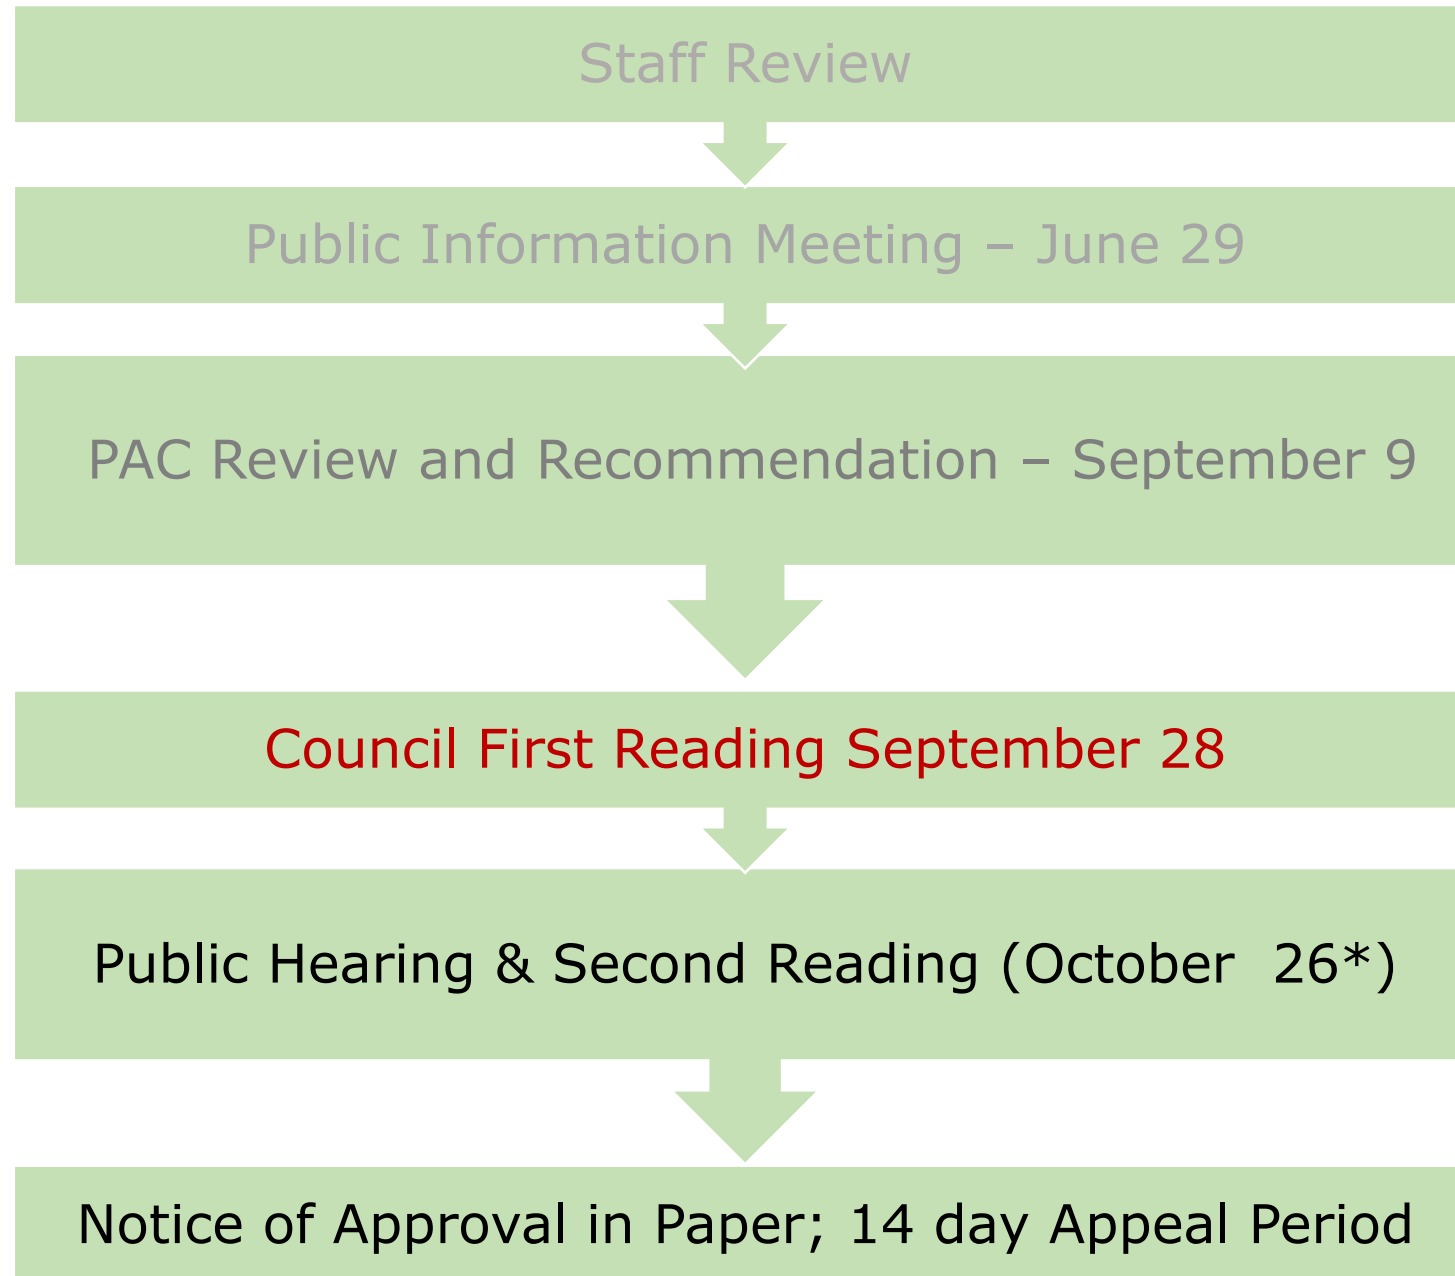 Staff Review
Public Information Meeting – June 29
PAC Review and Recommendation – September 9
Council First Reading September 28
Public Hearing & Second Reading (October  26*)
Notice of Approval in Paper; 14 day Appeal Period